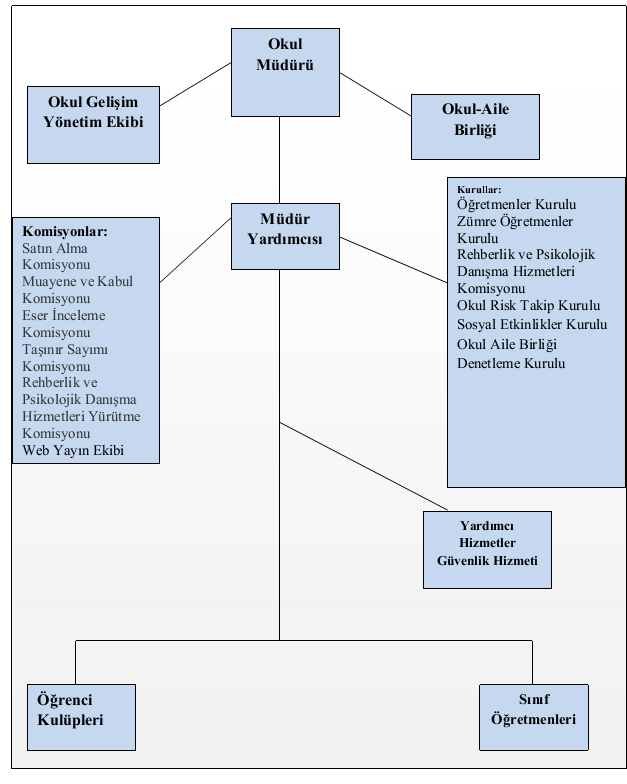 Okul
Müdürü
Okul Gelişim
Yönetim Ekibi
Okul-Aile
Birliği
Müdür
Yardımcısı
Komisyonlar:
Satın Alma
Komisyonu
Muayene ve Kabul
Komisyonu
Eser İnceleme
Komisyonu
Taşınır Sayımı
Komisyonu
Rehberlik ve
Psikolojik Danışma
Hizmetleri Yürütme
Komisyonu
Web Yayın Ekibi
Kurullar:
Öğretmenler Kurulu
Zümre Öğretmenler
Kurulu
Rehberlik ve Psikolojik
Danışma Hizmetleri
Komisyonu
Okul Risk Takip Kurulu
Sosyal Etkinlikler Kurulu
Okul Aile Birliği
Denetleme Kurulu
Yardımcı
Hizmetler
Güvenlik Hizmeti
Öğrenci
Kulüpleri
Sınıf
Öğretmenleri